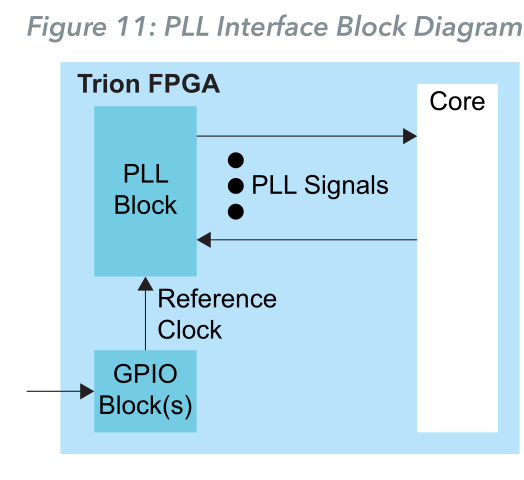 Figure 11: PLL Interface Block Diagram
Trion FPGA
Core
PLL
Block
PLL Signals
Reference
Clock
GPIO
Block(s)